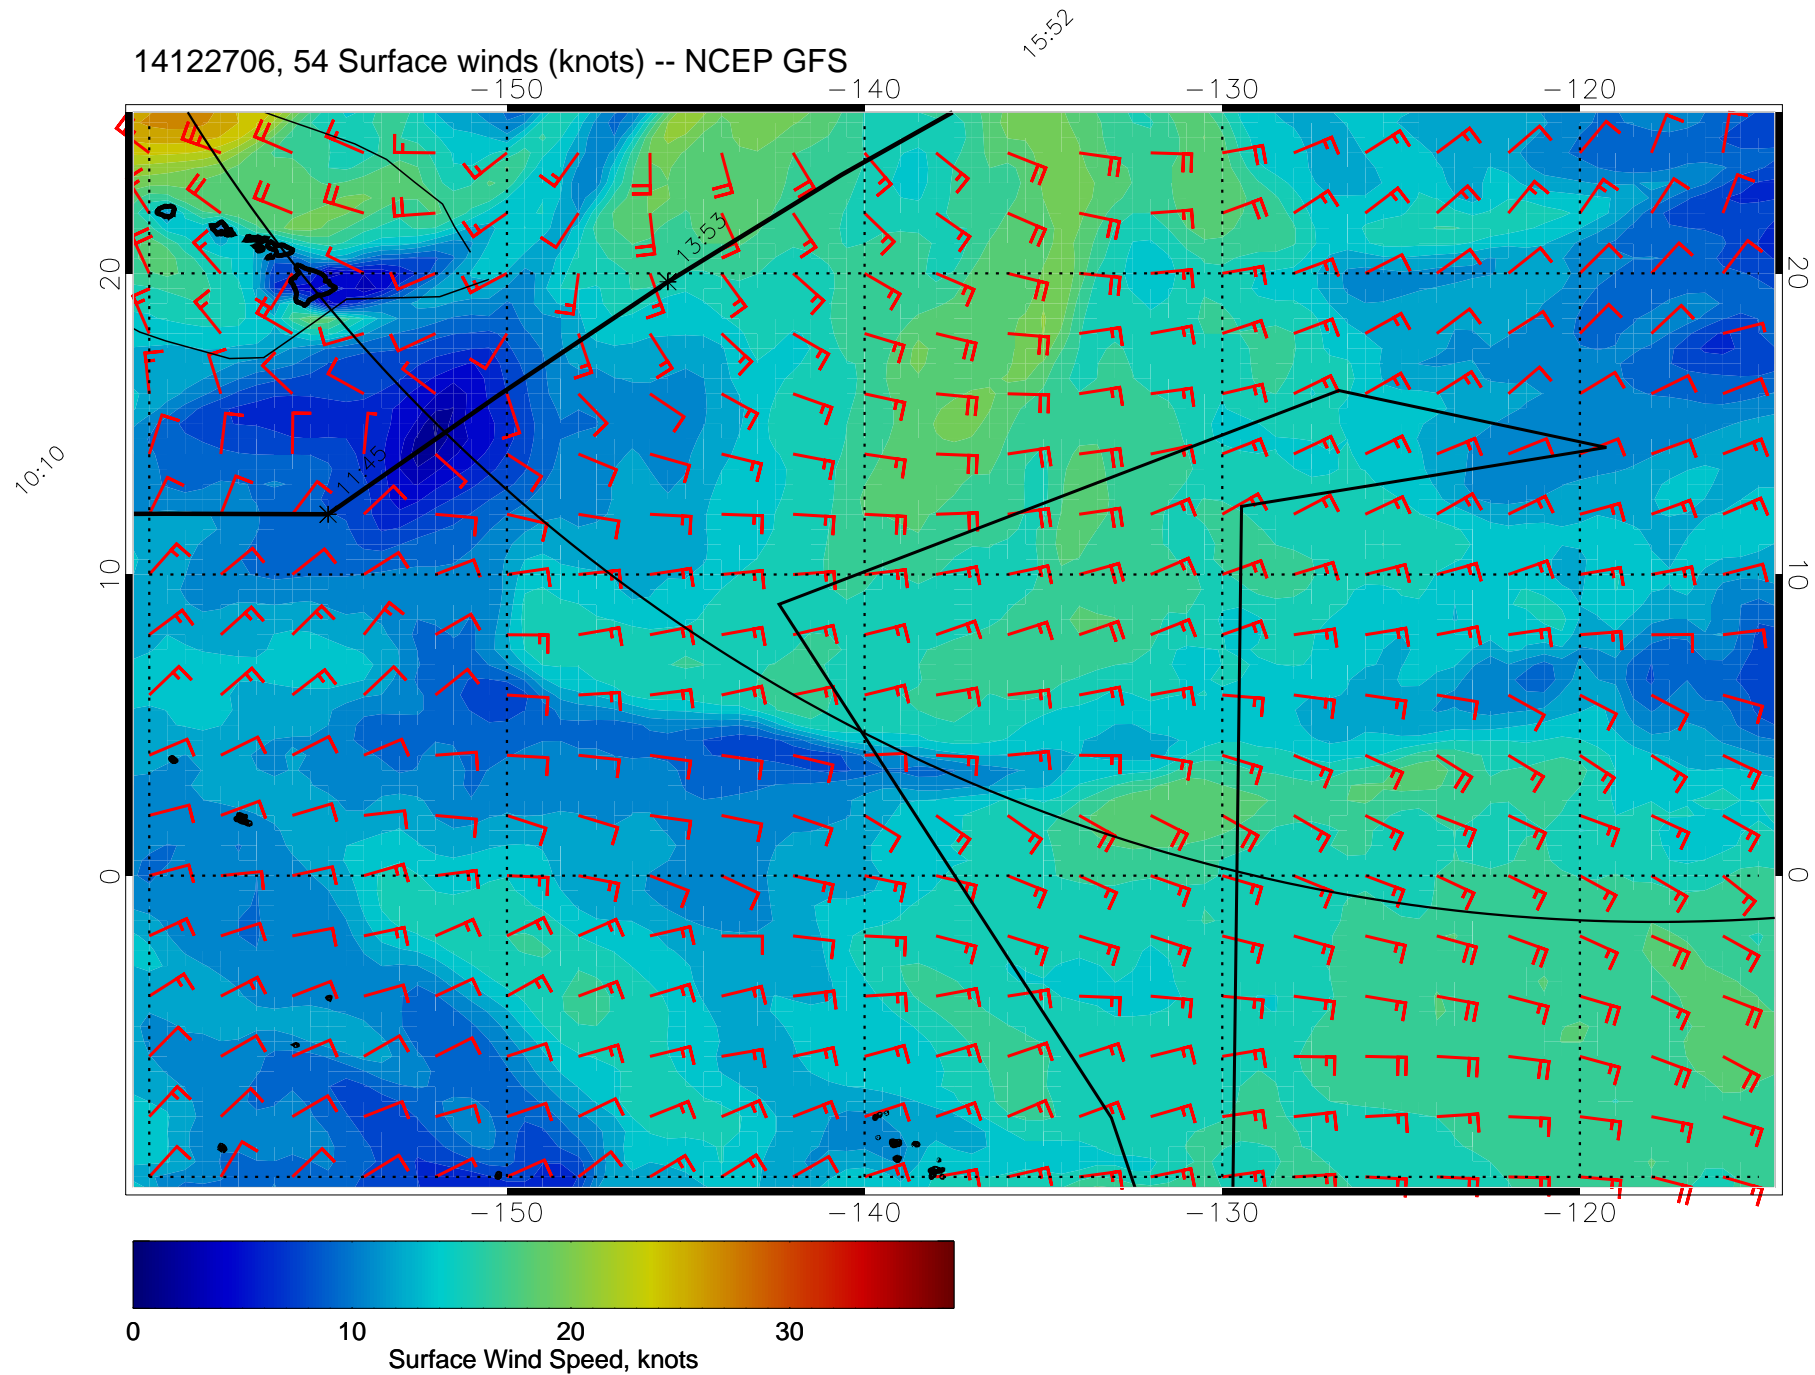 15:52
14122706, 54 Surface winds (knots) -- NCEP GFS
-150 -140 -130 -120
13:53
20 20
11:45
10:10
10 10
0 0
-150 -140 -130 -120
0 10 20 30
Surface Wind Speed, knots